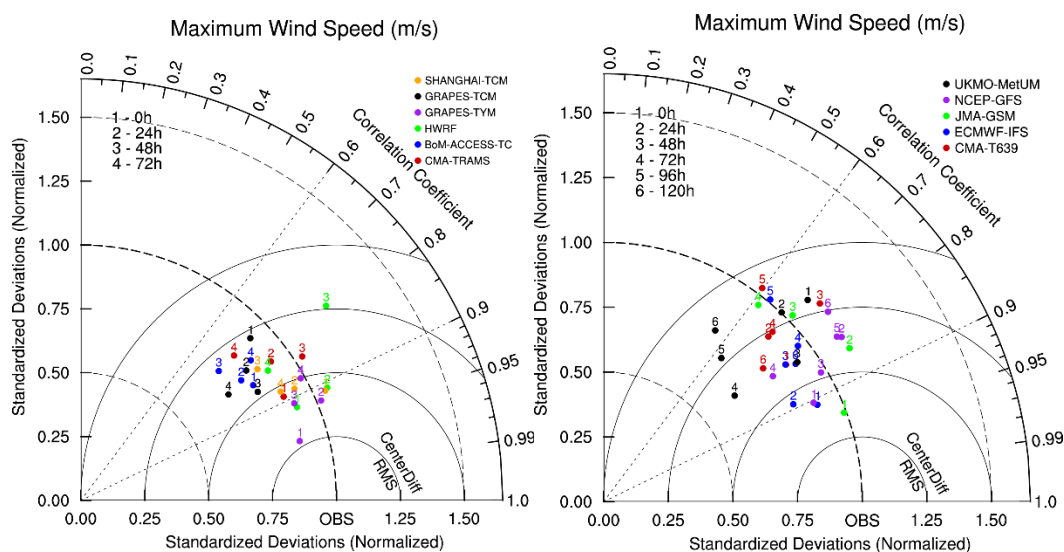 Maximum Wind Speed (m/s)
0.0
0.1
0.2
0.3
0.4
0.5
0.6
0.7
0.8
0.9
0.95
0.99
1.0
Correlation Coefficient
SHANGHAI-TCM
GRAPES-TCM
GRAPES-TYM
HWRF
BoM-ACCESS-TC
CMA-TRAMS
1 - 0h
2 - 24h
3 - 48h
4 - 72h
Standardized Deviations (Normalized)
1.50
1.25
1.00
0.75
0.50
0.25
0.00
CenterDiff
RMS
0.00 0.25 0.50 0.75 OBS 1.25 1.50
Standardized Deviations (Normalized)
Maximum Wind Speed (m/s)
0.0
0.1
0.2
0.3
0.4
0.5
0.6
0.7
0.8
0.9
0.95
0.99
1.0
Correlation Coefficient
UKMO-MetUM
NCEP-GFS
JMA-GSM
ECMWF-IFS
CMA-T639
1 - 0h
2 - 24h
3 - 48h
4 - 72h
5 - 96h
6 - 120h
Standardized Deviations (Normalized)
1.50
1.25
1.00
0.75
0.50
0.25
0.00
CenterDiff
RMS
0.00 0.25 0.50 0.75 OBS 1.25 1.50
Standardized Deviations (Normalized)